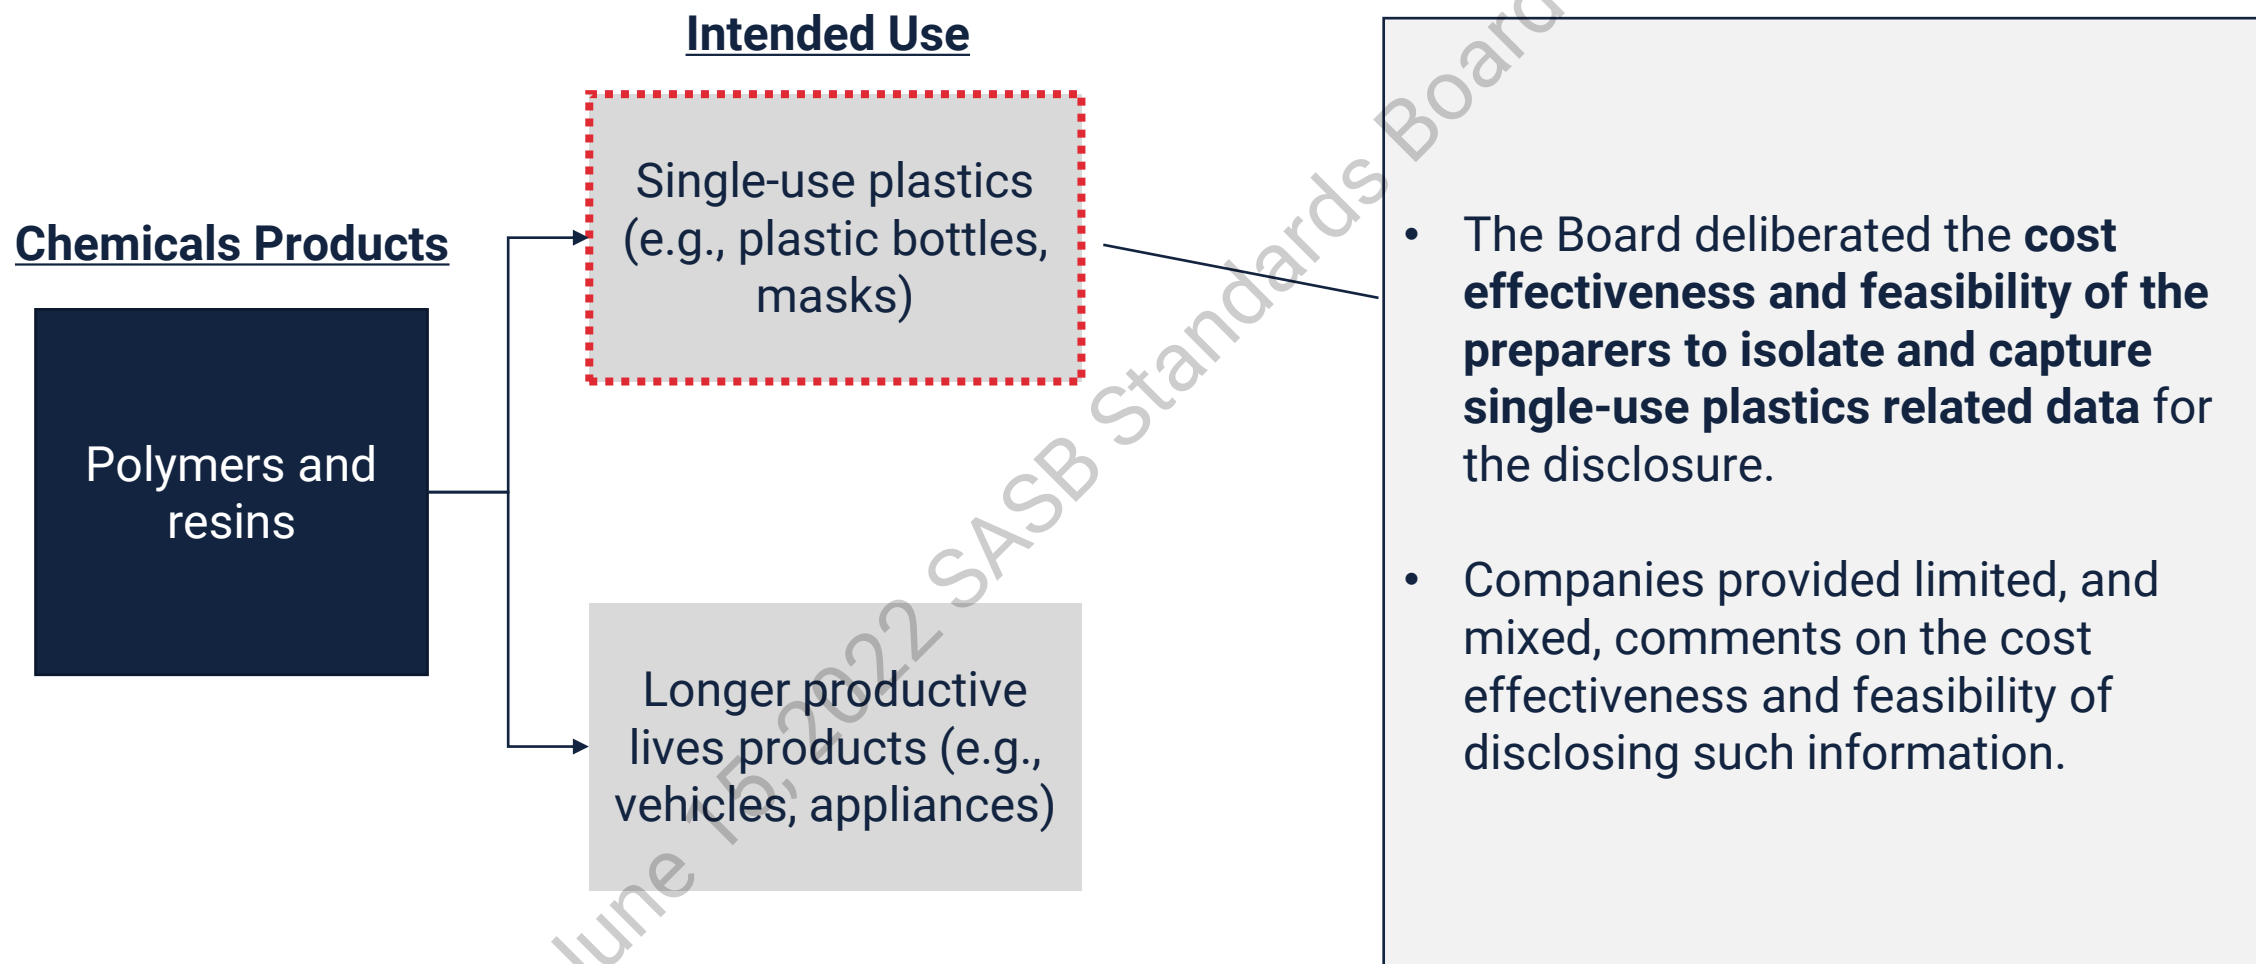 Intended Use
Chemicals Products
Polymers and
resins
Single-use plastics
(e.g., plastic bottles,
masks)
Longer productive
lives products (e.g.,
vehicles, appliances)
• The Board deliberated the cost
effectiveness and feasibility of the
preparers to isolate and capture
single-use plastics related data for
the disclosure.
• Companies provided limited, and
mixed, comments on the cost
effectiveness and feasibility of
disclosing such information.
June 15, 2022 SASB Standards Board